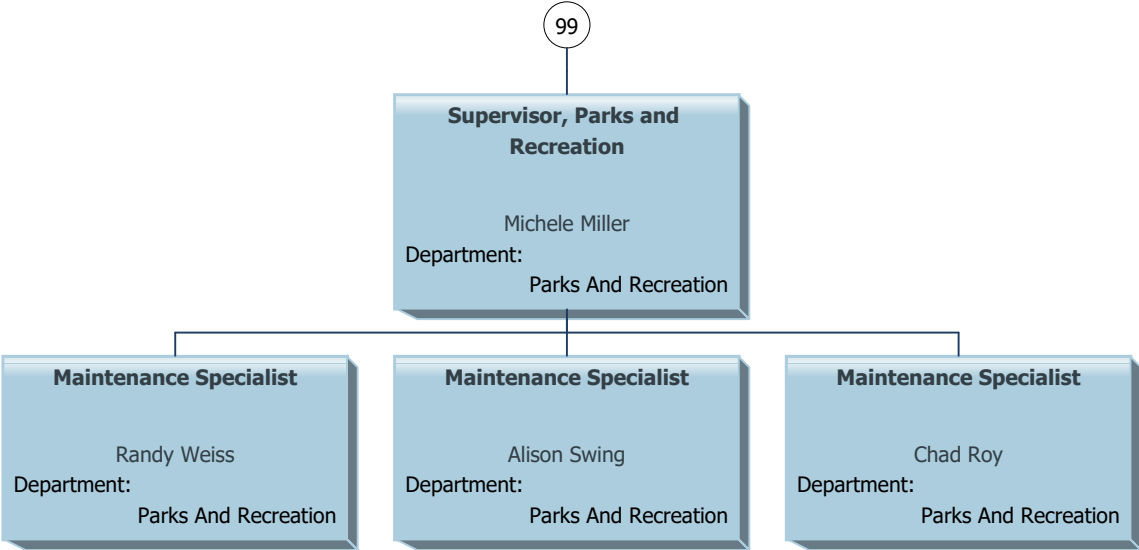 99
Supervisor, Parks and
Recreation
Michele Miller
Department:
Parks And Recreation
Maintenance Specialist
Randy Weiss
Department:
Parks And Recreation
Maintenance Specialist
Alison Swing
Department:
Parks And Recreation
Maintenance Specialist
Chad Roy
Department:
Parks And Recreation